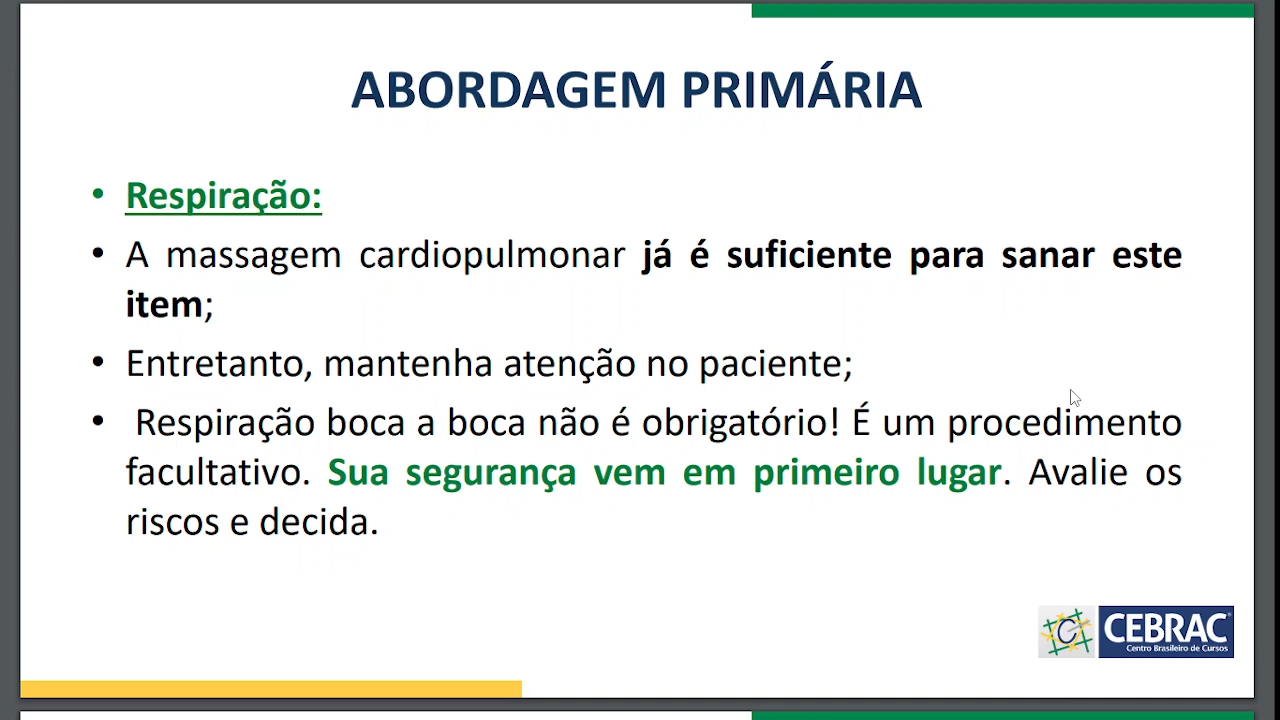 ABORDAGEM PRIMÁRIA
• Respiração:
• A massagem cardiopulmonar já é suficiente para sanar este
item;
• Entretanto, mantenha atenção no paciente;
• Respiração boca a boca não é obrigatório! É um procedimento
facultativo. Sua segurança vem em primeiro lugar. Avalie os
riscos e decida.
C CEBRAC
Centro Brasileiro de Cursos